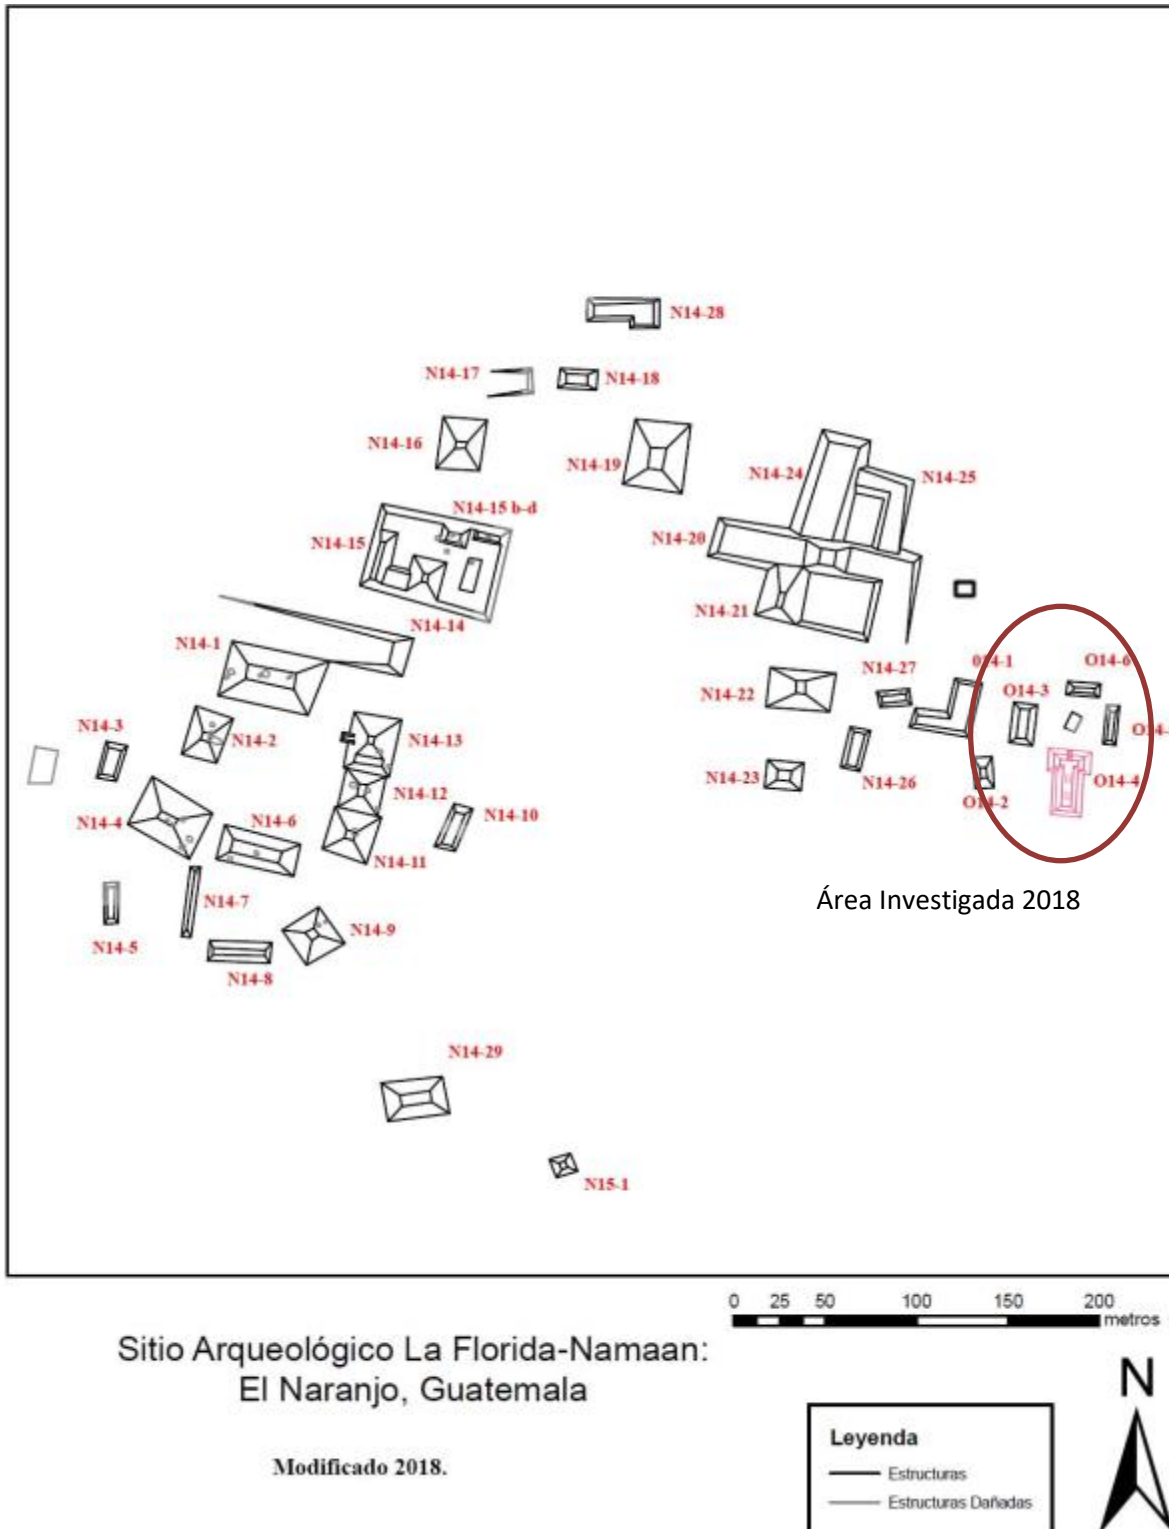 N14-28
N14-17
N14-18
N14-16
N14-19
N14-24
N14-25
N14-15 b-d
N14-15
N14-20
N14-14
N14-21
N14-1
N14-27
014-1
O14-6
N14-22
O14-3
N14-3
N14-2
N14-13
O14-
N14-23
N14-26
O14-2
O14-4
N14-12
N14-4
N14-6
N14-10
N14-11
Área Investigada 2018
N14-7
N14-5
N14-9
N14-8
N14-29
N15-1
0 25 50 100 150 200
metros
Sitio Arqueológico La Florida-Namaan:
El Naranjo, Guatemala
N
Modificado 2018.
Leyenda
Estructuras
Estructuras Dañadas